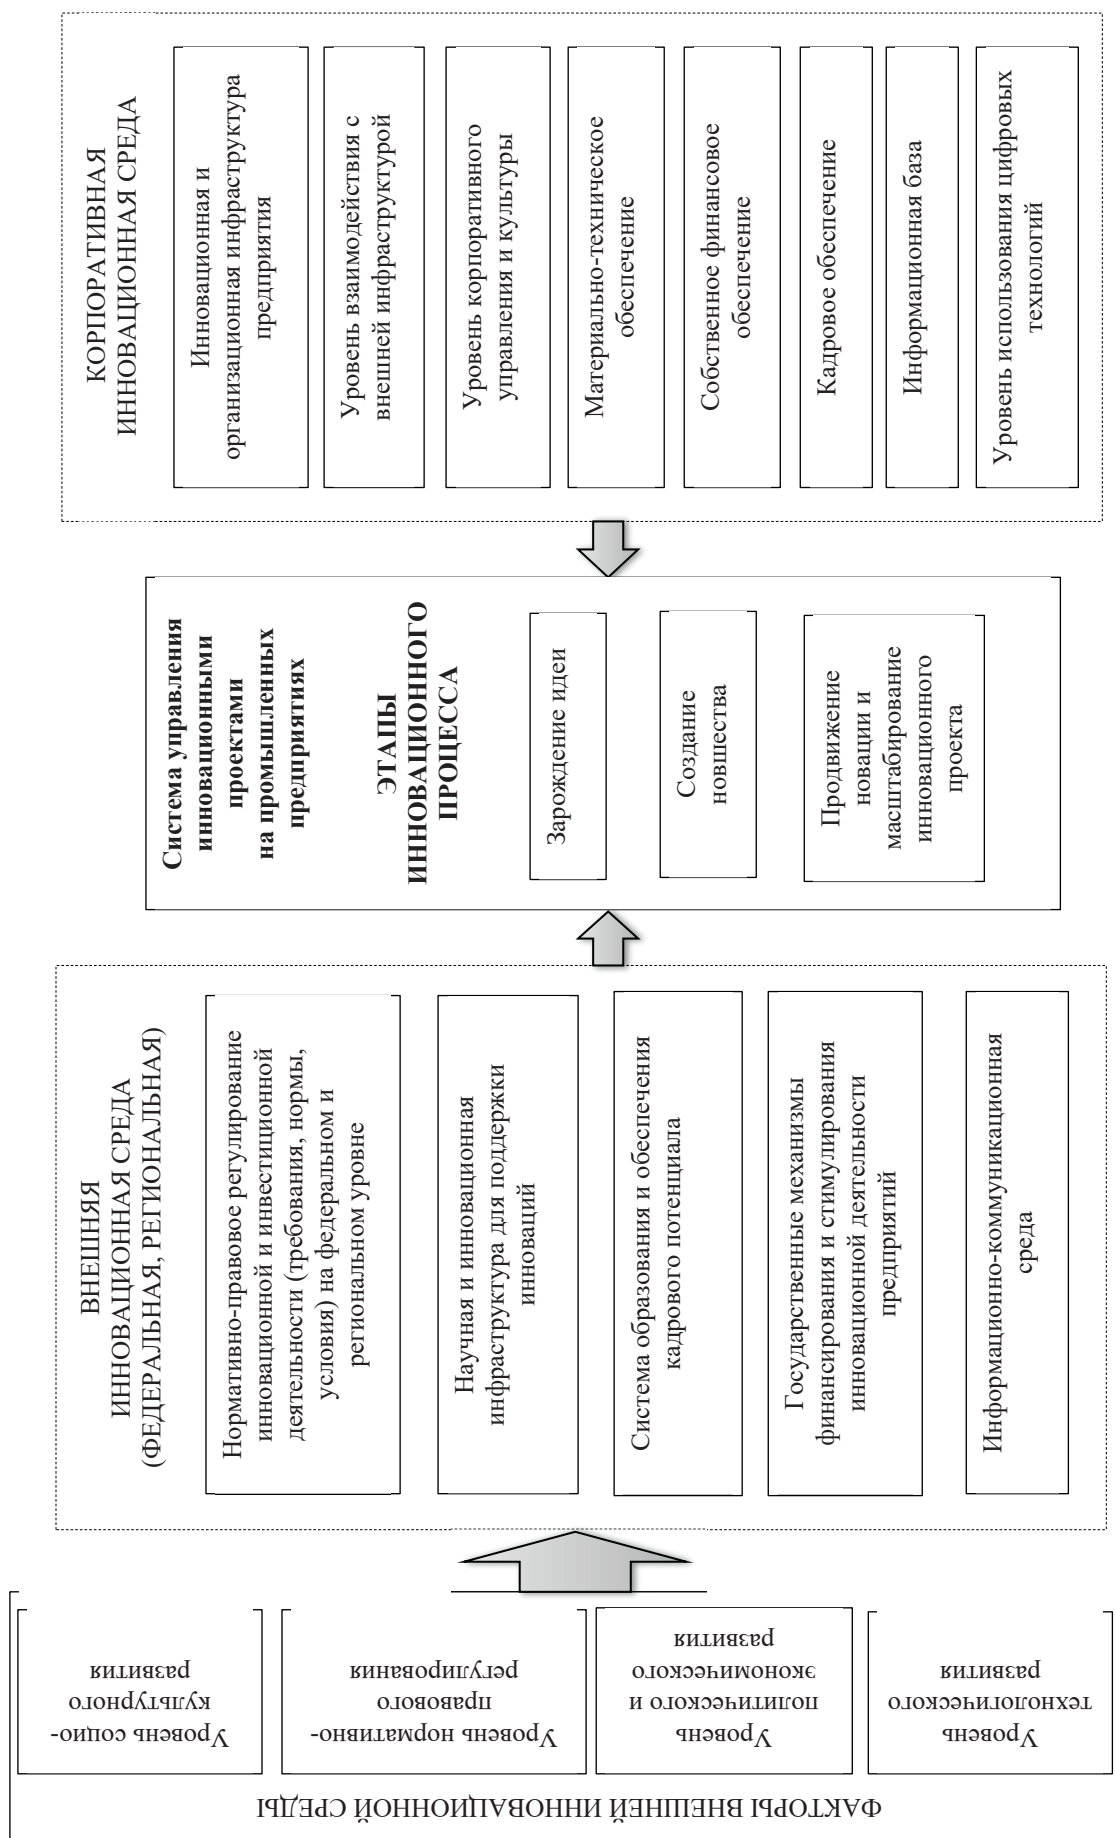 ФАКТОРЫ ВНЕШНЕЙ ИННОВАЦИОННОЙ СРЕДЫ
Уровень социо-
культурного
развития
Уровень нормативно-
правового
регулирования
Уровень
политического и
экономического
развития
Уровень
технологического
развития
ВНЕШНЯЯ
ИННОВАЦИОННАЯ СРЕДА
(ФЕДЕРАЛЬНАЯ, РЕГИОНАЛЬНАЯ)
Нормативно-правовое регулирование
инновационной и инвестиционной
деятельности (требования, нормы,
условия) на федеральном и
региональном уровне
Научная и инновационная
инфраструктура для поддержки
инноваций
Система образования и обеспечения
кадрового потенциала
Государственные механизмы
финансирования и стимулирования
инновационной деятельности
предприятий
Информационно-коммуникационная
среда
Система управления
инновационными
проектами
на промышленных
предприятиях
ЭТАПЫ
ИННОВАЦИОННОГО
ПРОЦЕССА
Зарождение идеи
Создание
новшества
Продвижение
новации и
масштабирование
инновационного
проекта
КОРПОРАТИВНАЯ
ИННОВАЦИОННАЯ СРЕДА
Инновационная и
организационная инфраструктура
предприятия
Уровень взаимодействия с
внешней инфраструктурой
Уровень корпоративного
управления и культуры
Материально-техническое
обеспечение
Собственное финансовое
обеспечение
Кадровое обеспечение
Информационная база
Уровень использования цифровых
технологий